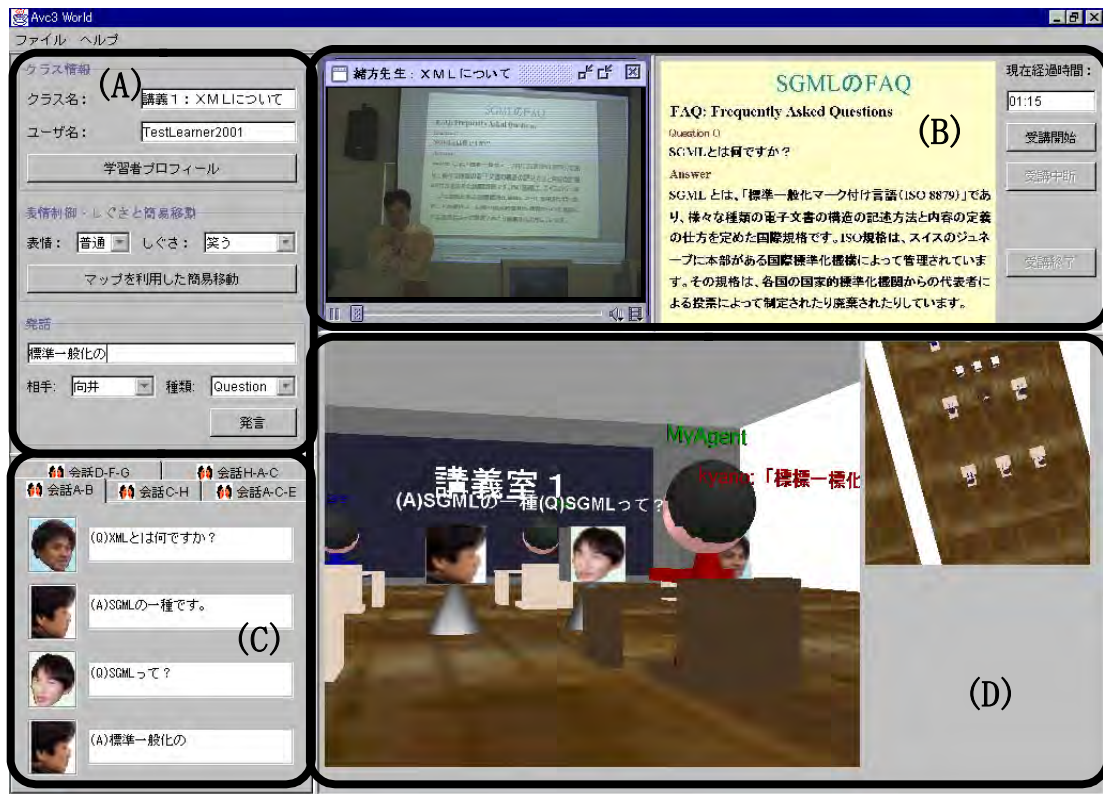 Avc3 World
ファイル ヘルプ
クラス情報
(A)
クラス名: 講義1:XMLについて
ユーザ名: TestLearner2001
学習者プロフィール
表情制御・しぐさと簡易移動
表情: 普通 しぐさ: 笑う
マップを利用した簡易移動
発話
標準一般化の
相手: 向井 種類: Question
発言
緒方先生:XMLについて
SGMLのFAQ
FAQ: Frequently Asked Questions
SGMLのFAQ
FAQ: Frequently Asked Questions
Question 0
SGMLとは何ですか?
Answer
SGML とは、「標準一般化マーク付け言語(ISO 8879)」であ
り、様々な種類の電子文書の構造の記述方法と内容の定義
の仕方を定めた国際規格です。ISO規格は、スイスのジュネ
ーブに本部がある国際標準化機構によって管理されていま
す。その規格は、各国の国家的標準化機関からの代表者に
よる投票によって制定されたり廃棄されたりしています。
(B)
現在経過時間:
01:15
受講開始
受講中断
受講終了
会話D-F-G 会話H-A-C
会話A-B 会話C-H 会話A-C-E
(Q)XMLとは何ですか?
(A)SGMLの一種です。
(C)
(Q)SGMLって?
(A)標準一般化の
MyAgent
kyano:「標標一標化
講義室1
(A)SGMLの一種(Q)SGMLって?
(D)